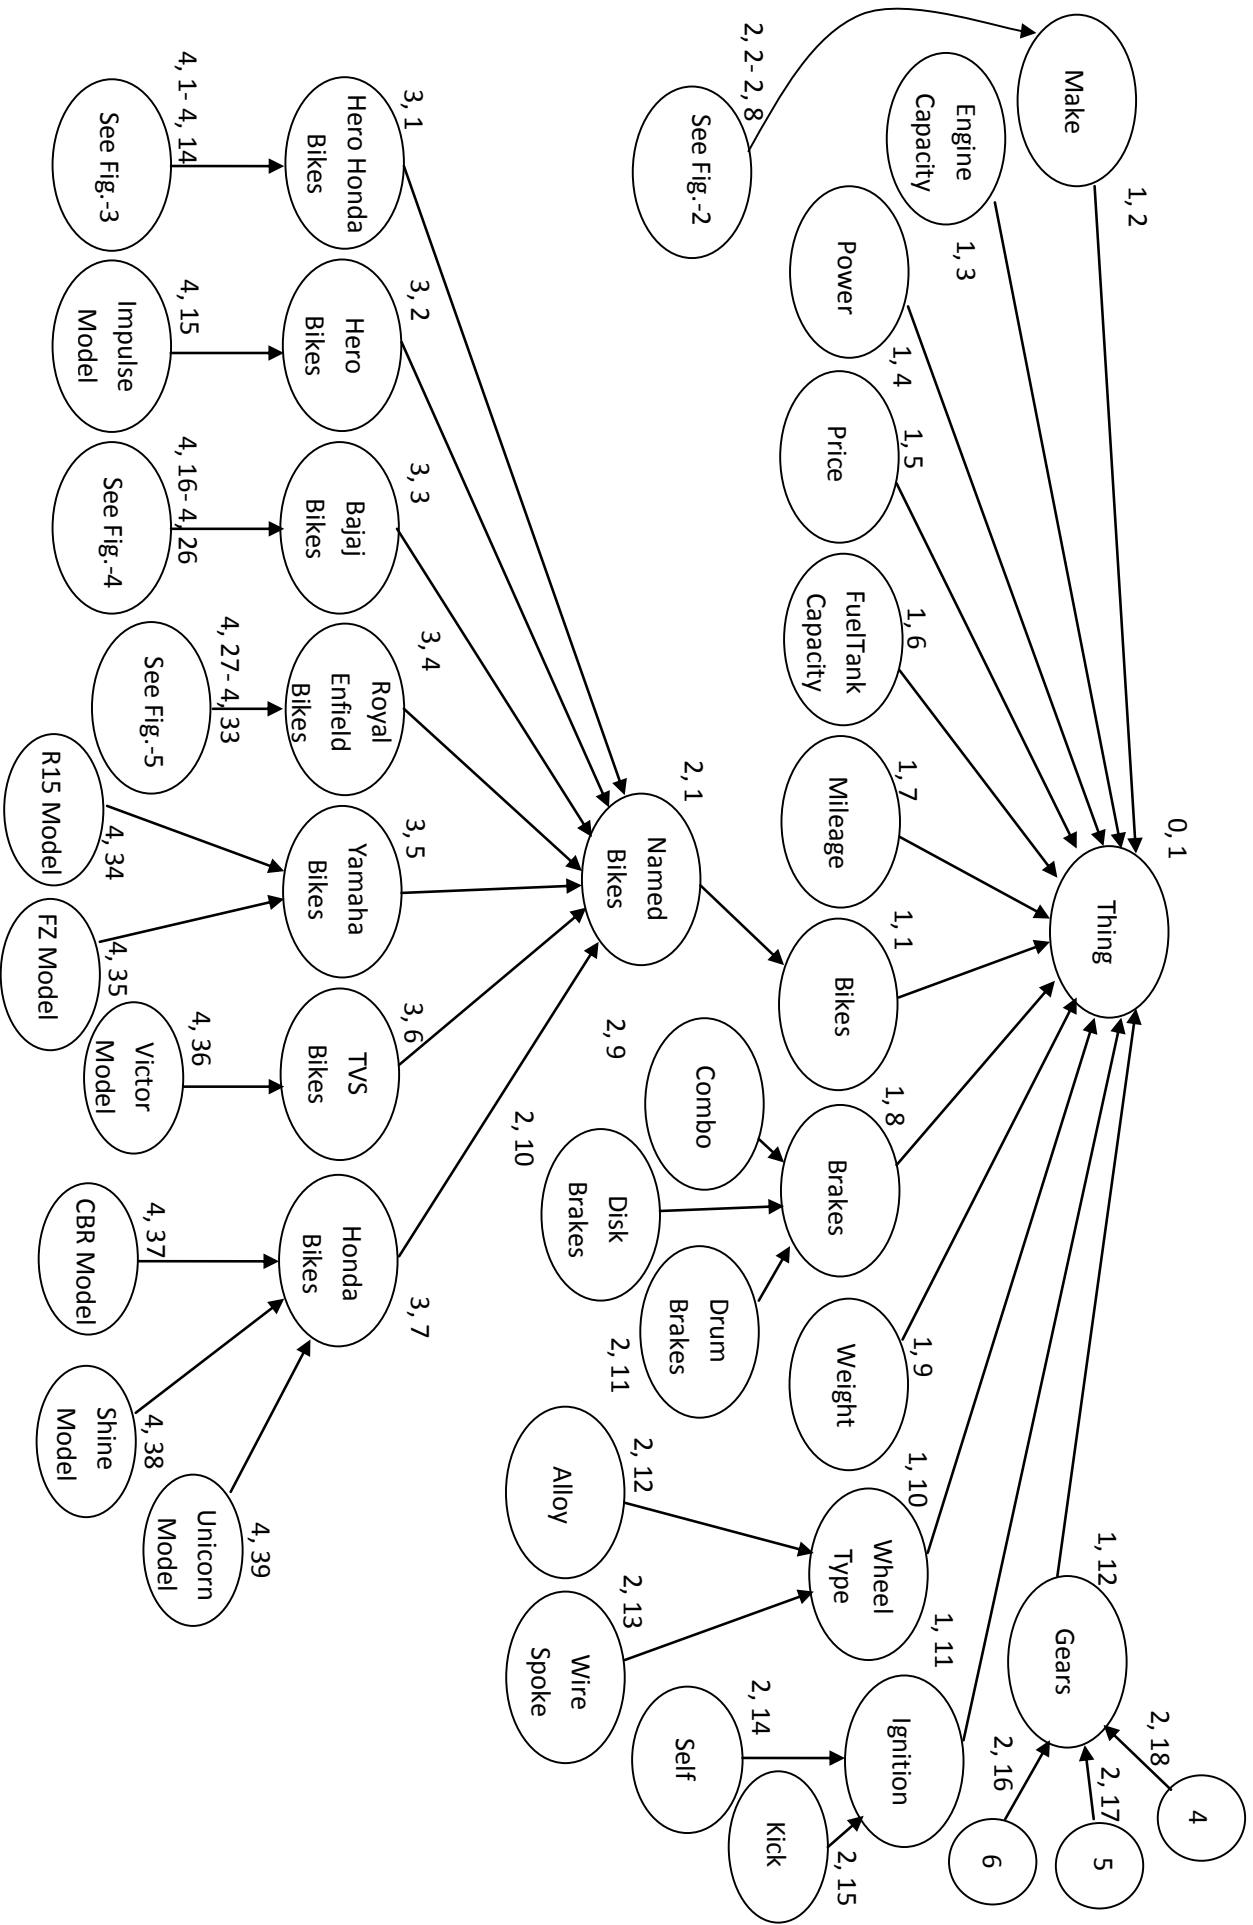 0, 1
Thing
1, 2
Make
1, 3
Engine
Capacity
1, 4
Power
1, 5
Price
1, 6
FuelTank
Capacity
1, 7
Mileage
1, 1
Bikes
1, 8
Brakes
1, 9
Weight
1, 10
Wheel
Type
1, 11
Ignition
1, 12
Gears
2, 18
4
2, 17
5
2, 16
6
2, 2- 2, 8
See Fig.-2
2, 1
Named
Bikes
2, 9
Combo
2, 10
Disk
Brakes
2, 11
Drum
Brakes
2, 12
Alloy
2, 13
Wire
Spoke
2, 14
Self
2, 15
Kick
3, 1
Hero Honda
Bikes
3, 2
Hero
Bikes
3, 3
Bajaj
Bikes
3, 4
Royal
Enfield
Bikes
3, 5
Yamaha
Bikes
3, 6
TVS
Bikes
3, 7
Honda
Bikes
4, 1- 4, 14
See Fig.-3
4, 15
Impulse
Model
4, 16- 4, 26
See Fig.-4
4, 27- 4, 33
See Fig.-5
4, 34
R15 Model
4, 35
FZ Model
4, 36
Victor
Model
4, 37
CBR Model
4, 38
Shine
Model
4, 39
Unicorn
Model